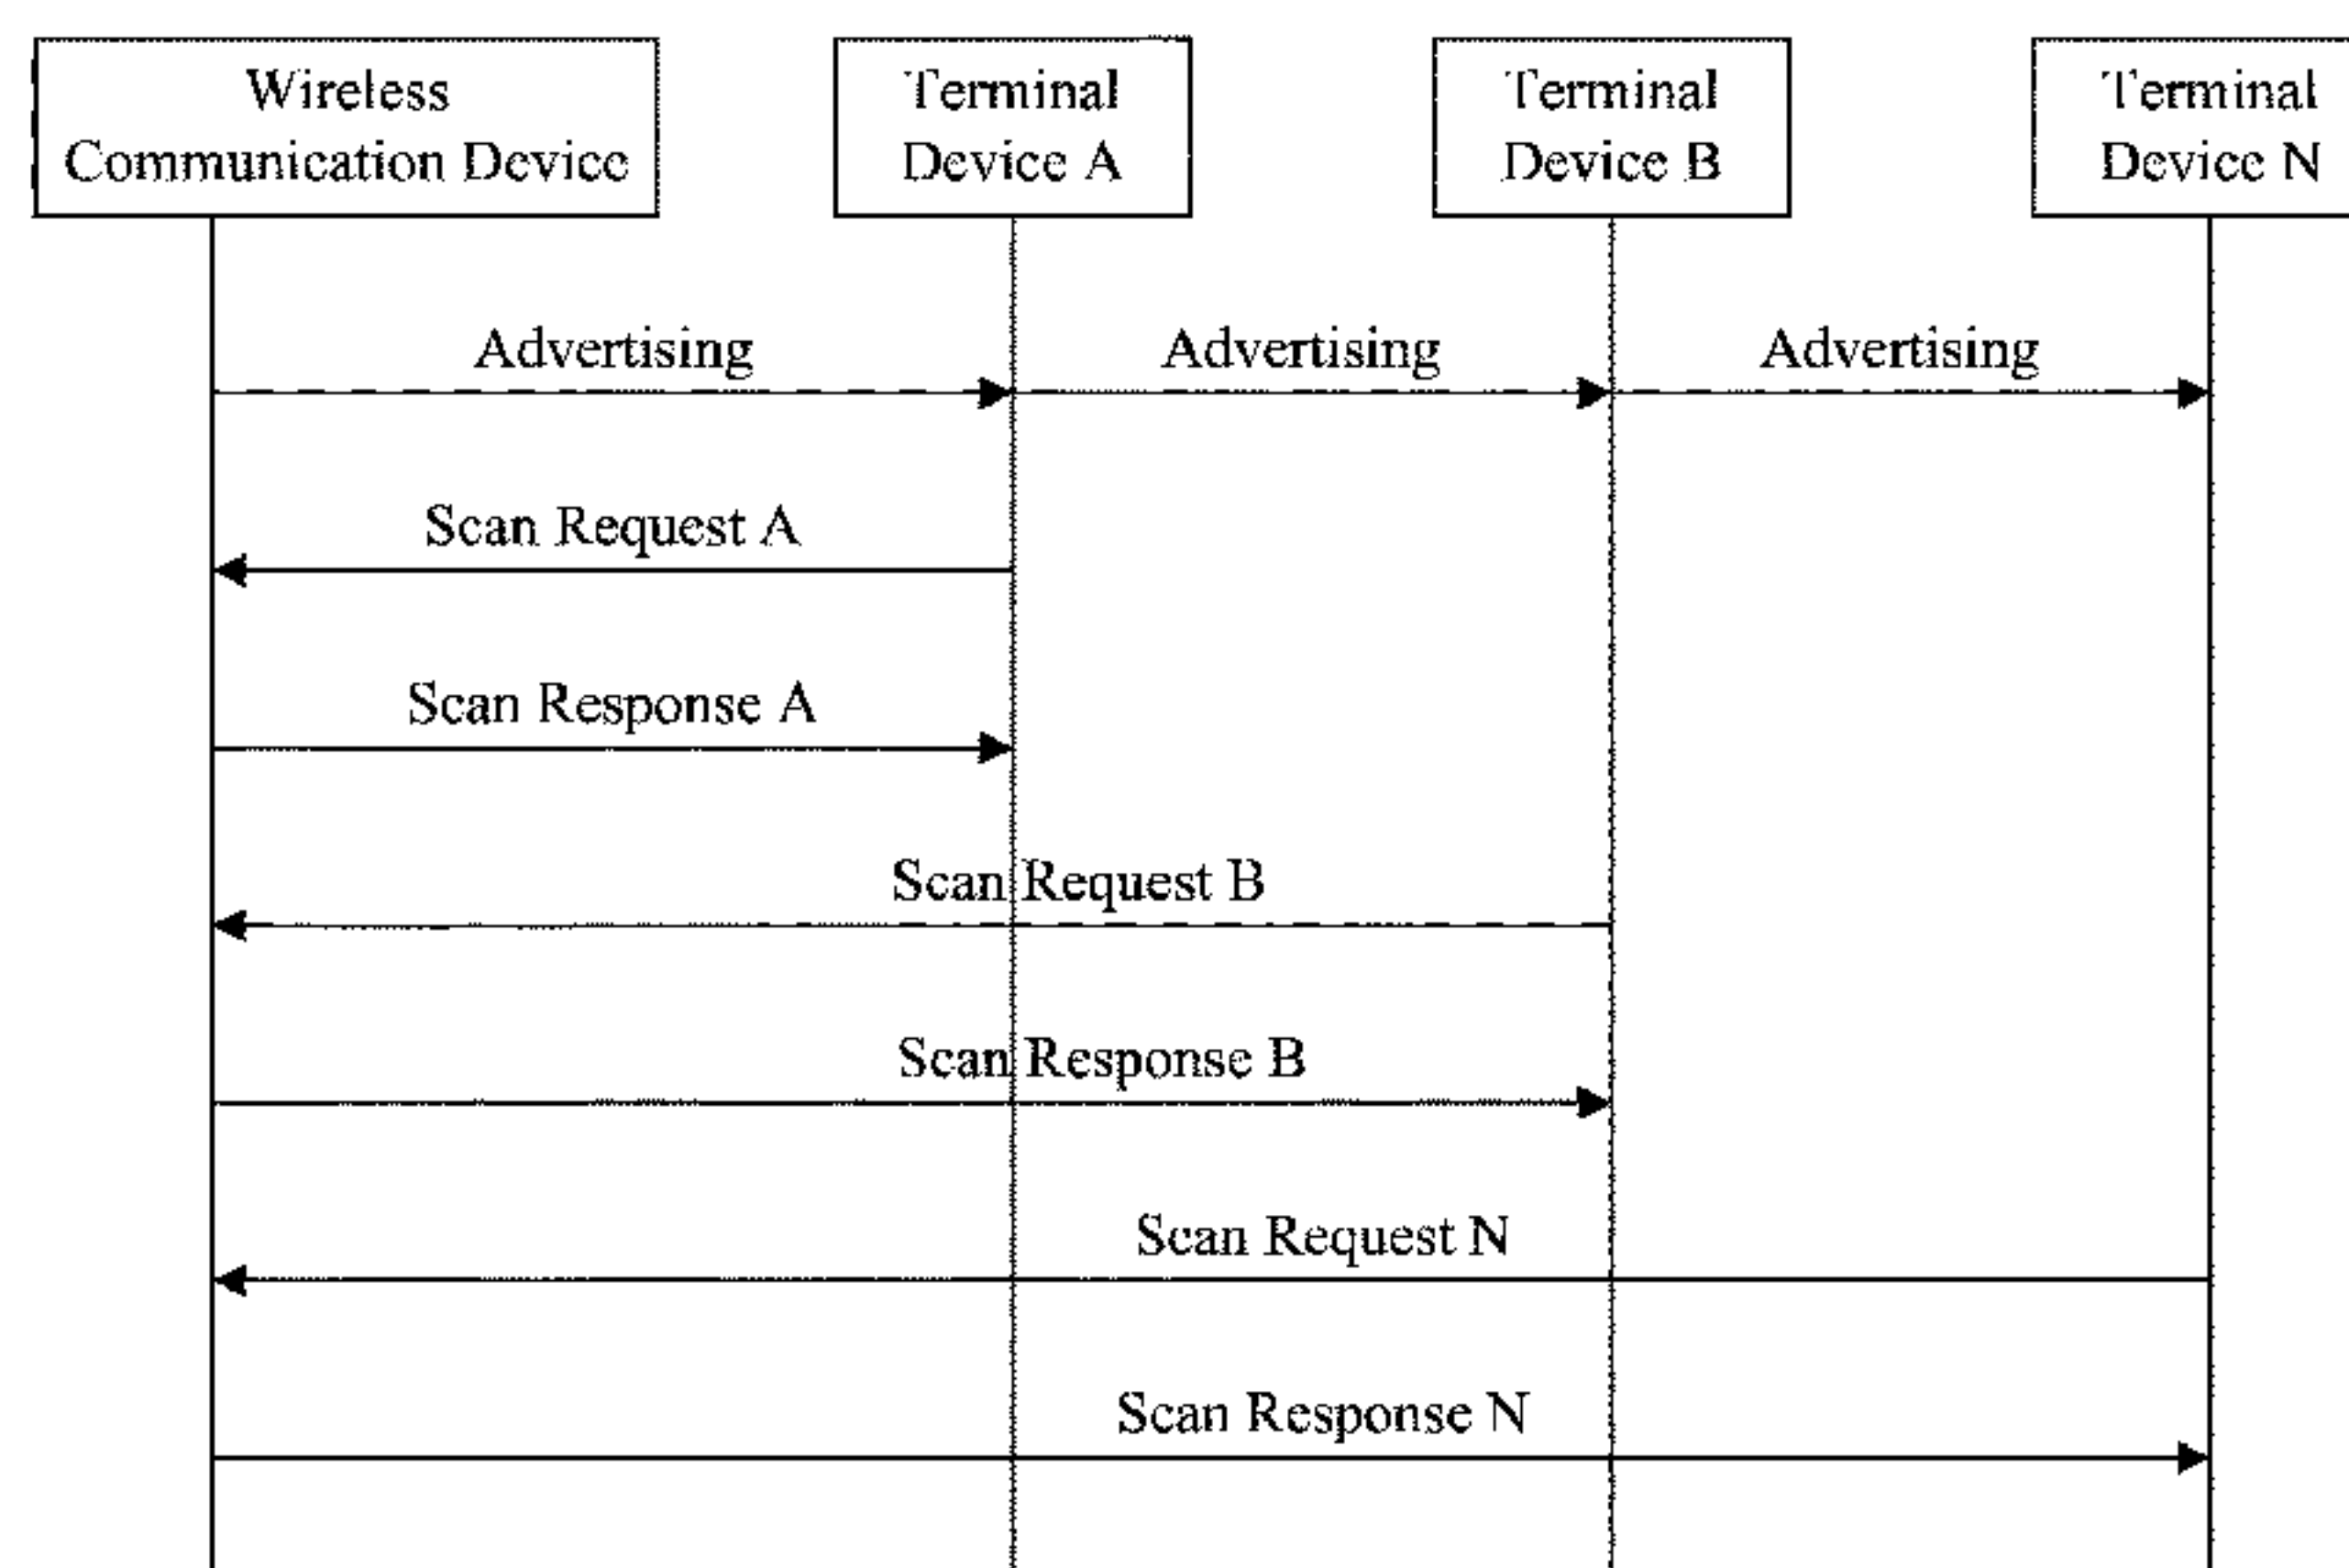 Wireless
Communication Device
Terminal
Device A
Terminal
Device B
Terminal
Device N
Advertising
Advertising
Advertising
Scan Request A
Scan Response A
Scan Request B
Scan Response B
Scan Request N
Scan Response N